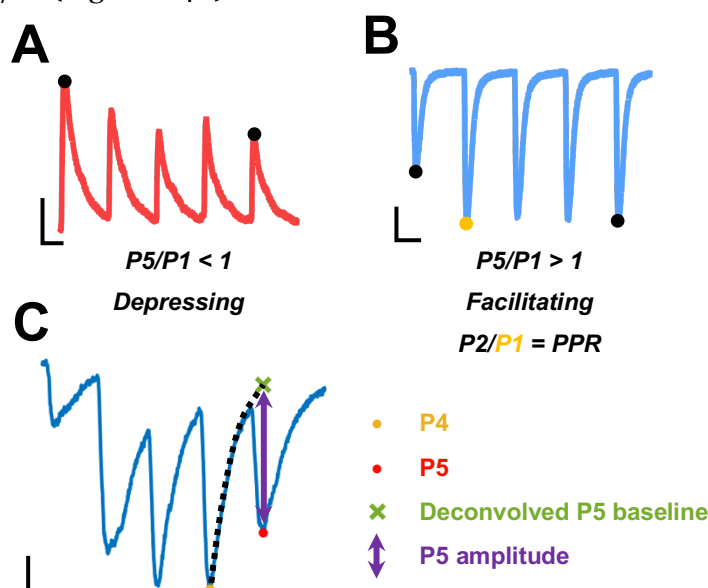 A
B
P5/P1 < 1
Depressing
P5/P1 > 1
Facilitating
P2/P1 = PPR
C
P4
P5
Deconvolved P5 baseline
P5 amplitude